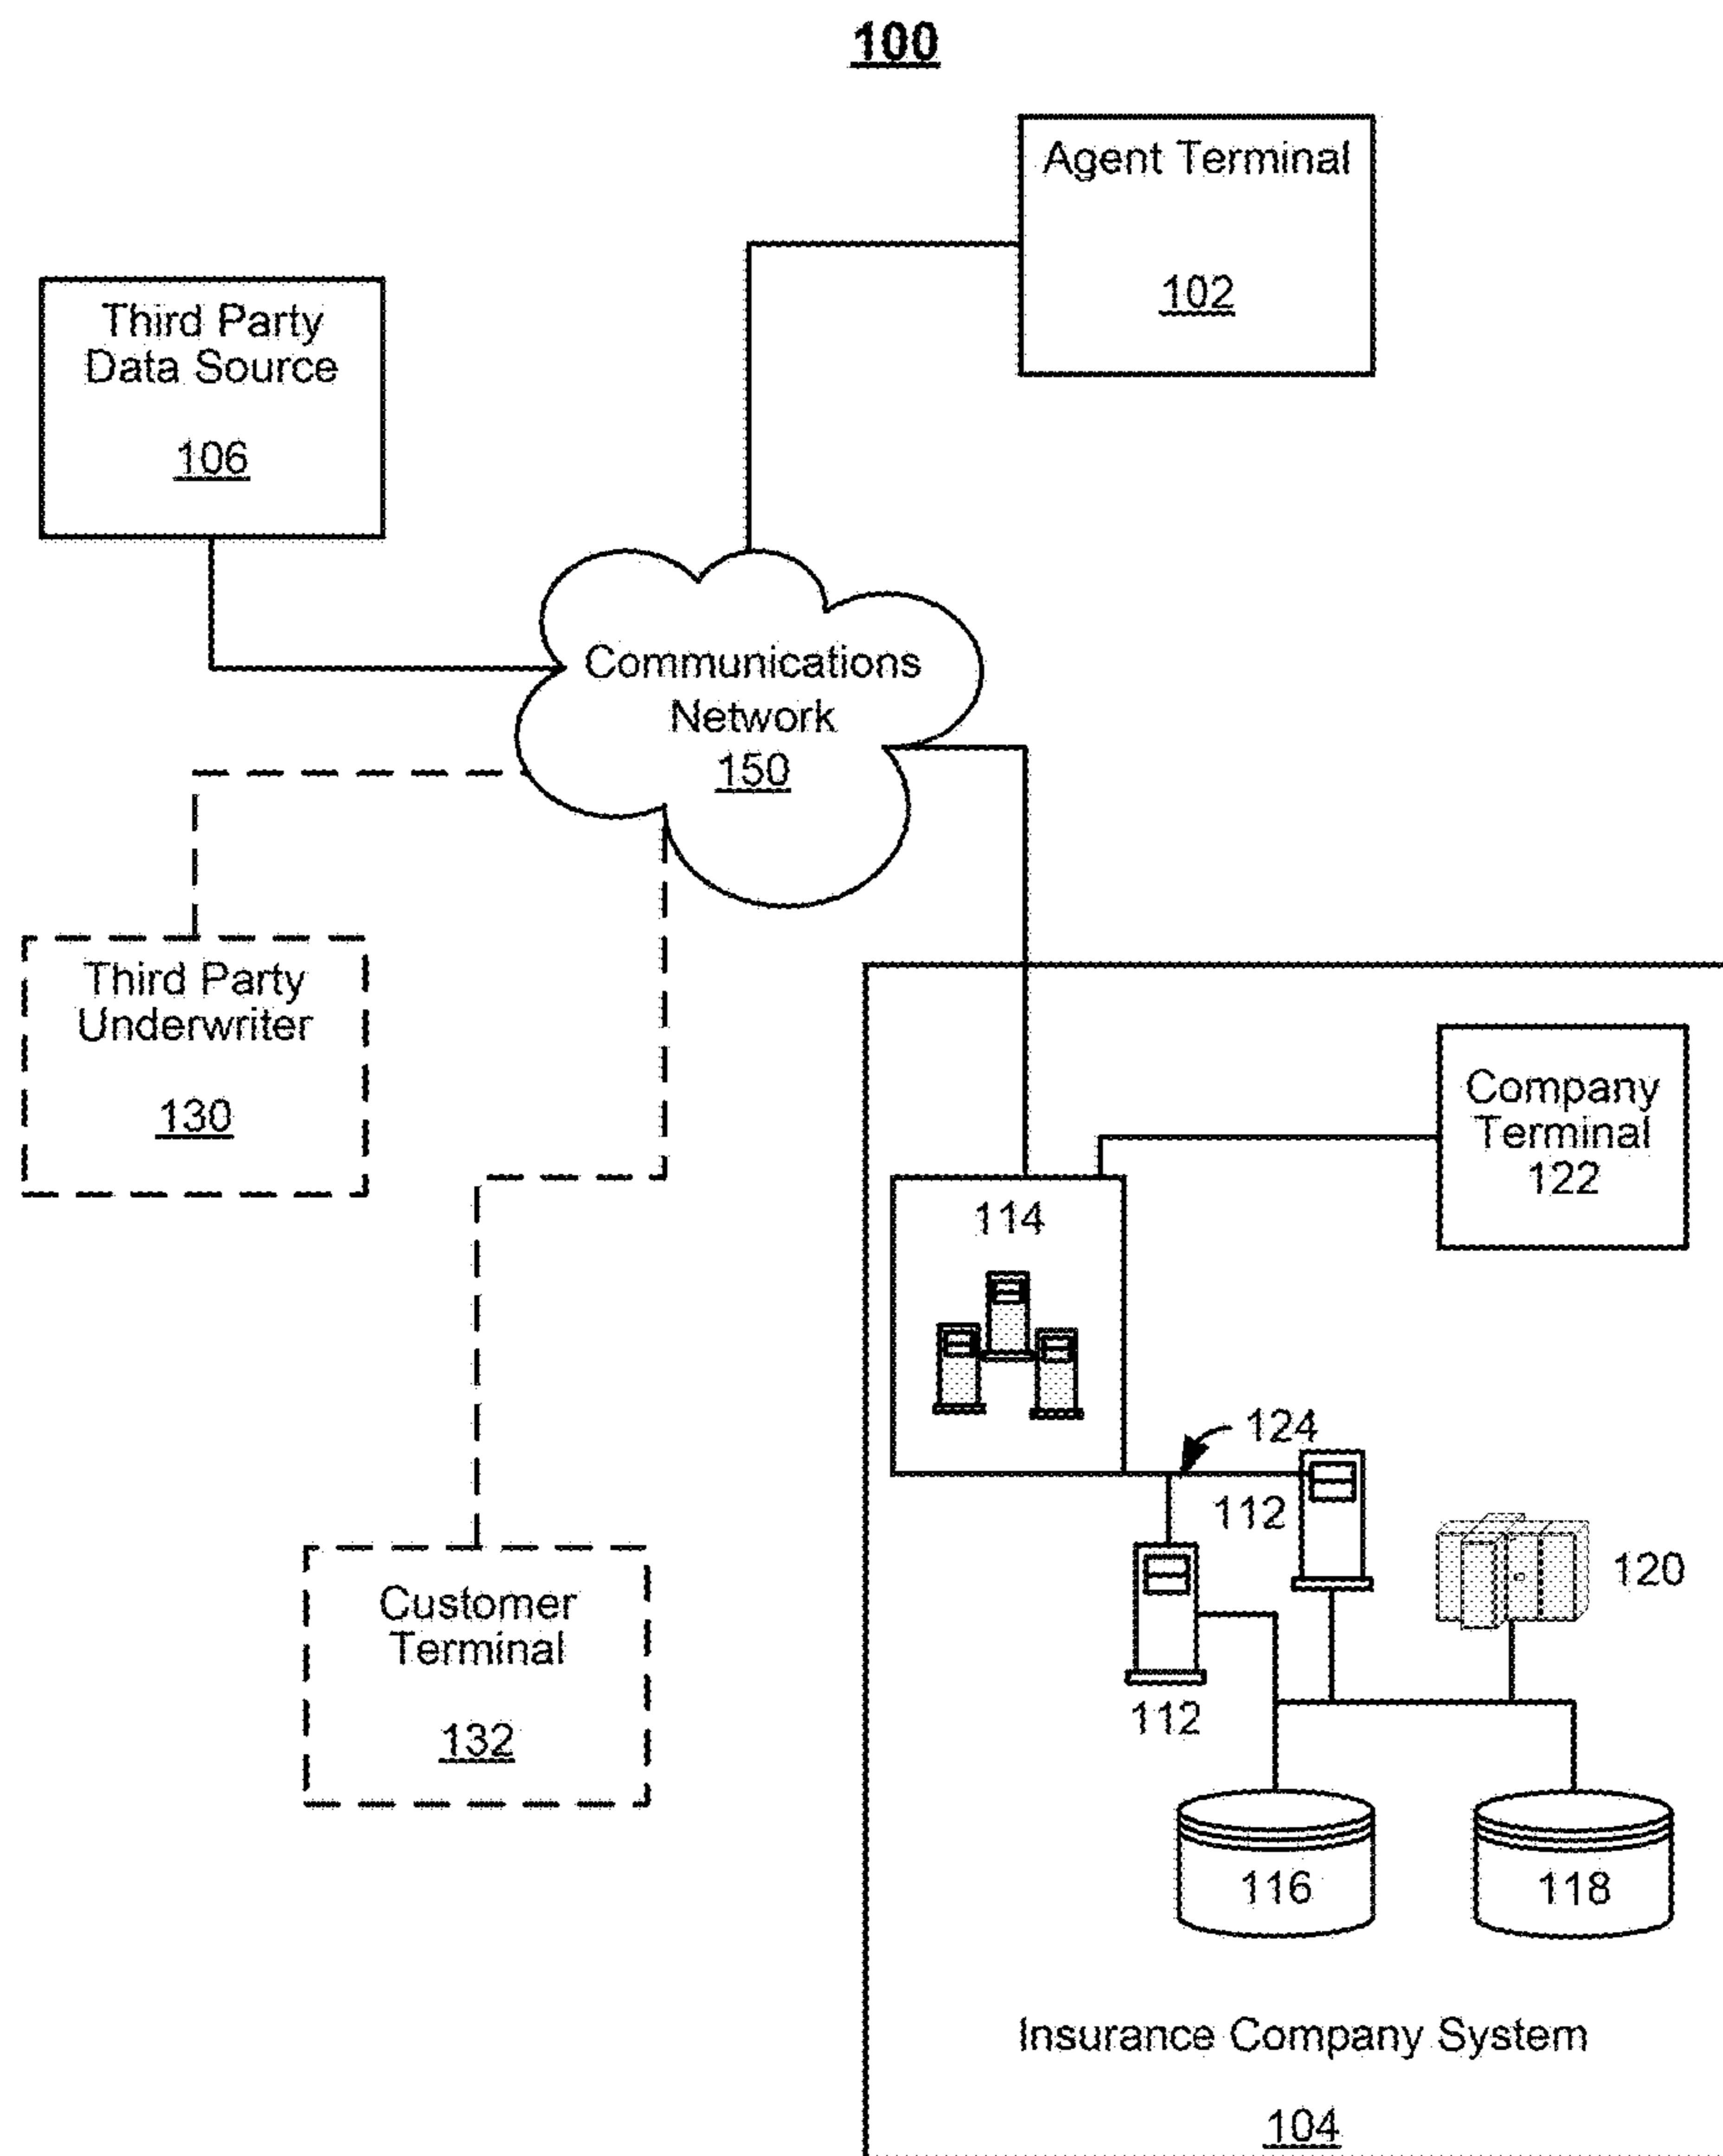 100
Agent Terminal
102
Third Party
Data Source
106
Communications
Network
150
Third Party
Underwriter
130
Company
Terminal
122
114
124
112
120
112
Customer
Terminal
132
116
118
Insurance Company System
104